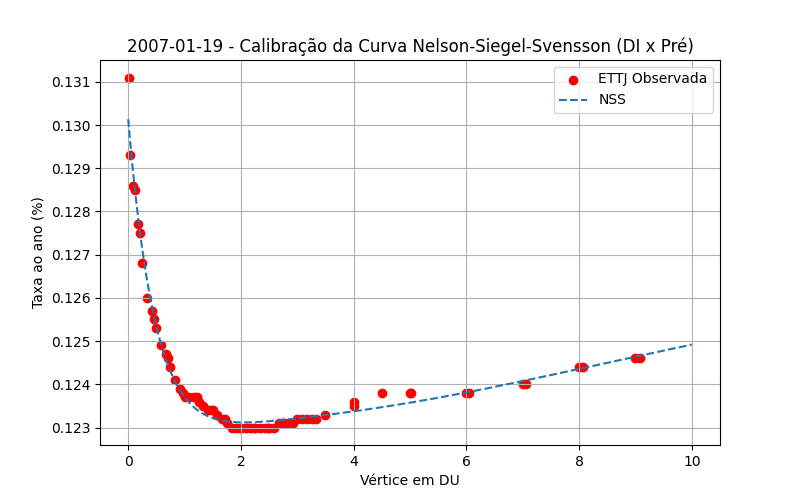 2007-01-19 - Calibração da Curva Nelson-Siegel-Svensson (DI x Pré)
ETTJ Observada
NSS
Taxa ao ano (%)
0.131
0.130
0.129
0.128
0.127
0.126
0.125
0.124
0.123
0 2 4 6 8 10
Vértice em DU